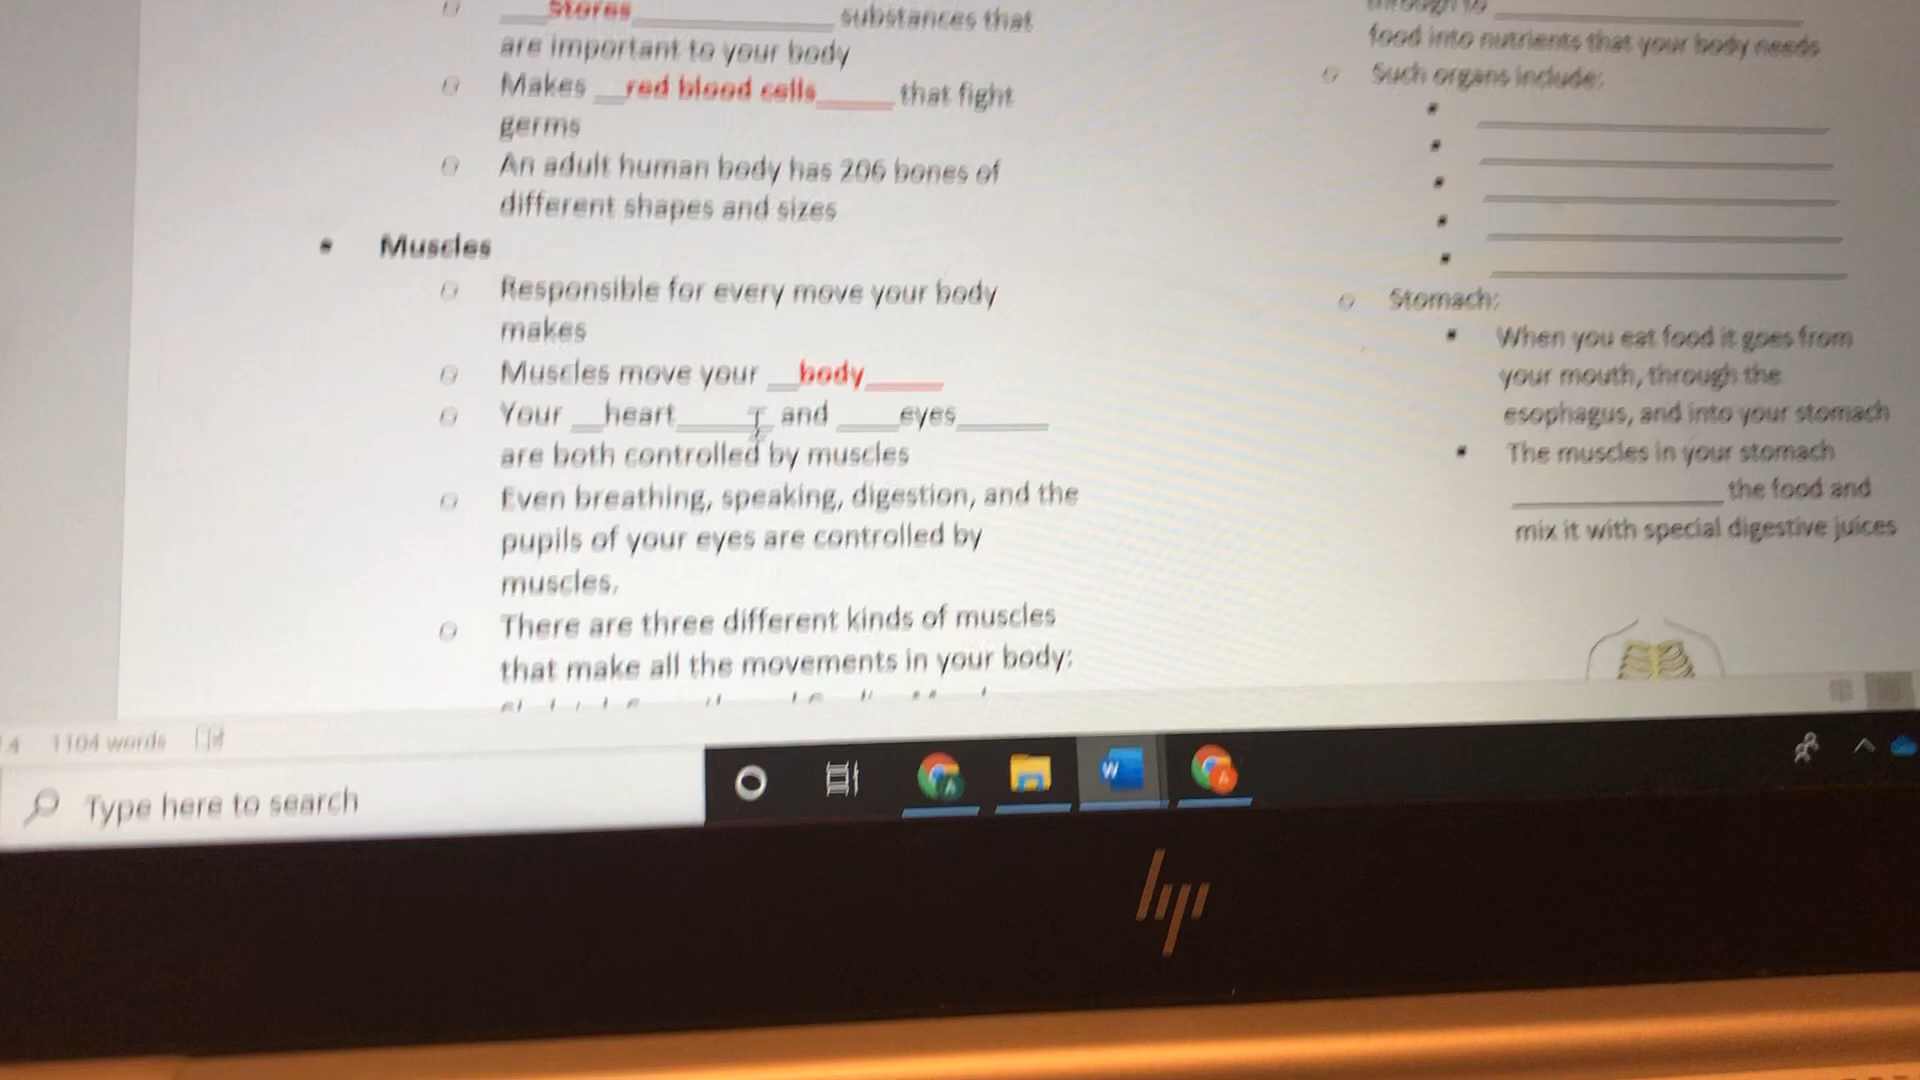 Stores substances that
are important to your body
Makes red blood cells that fight
germs
An adult human body has 206 bones of
different shapes and sizes
Muscles
Responsible for every move your body
makes
Muscles move your body
Your heart and eyes
are both controlled by muscles
Even breathing, speaking, digestion, and the
pupils of your eyes are controlled by
muscles.
There are three different kinds of muscles
that make all the movements in your body:
food into nutrients that your body needs
Such organs include:
Stomach:
When you eat food it goes from
your mouth, through the
esophagus, and into your stomach
The muscles in your stomach
the food and
mix it with special digestive juices
4 1104 words
Type here to search
hp